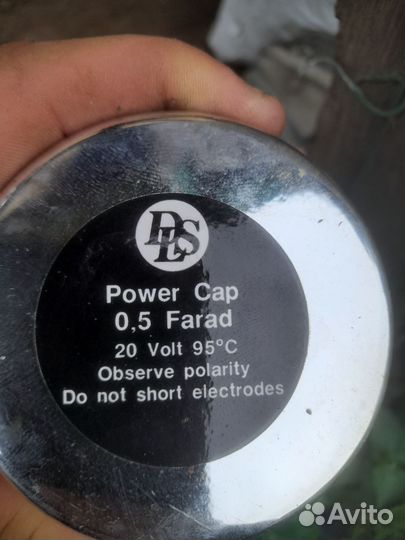 DLS
Power Cap
0,5 Farad
20 Volt 95°C
Observe polarity
Do not short electrodes
Avito